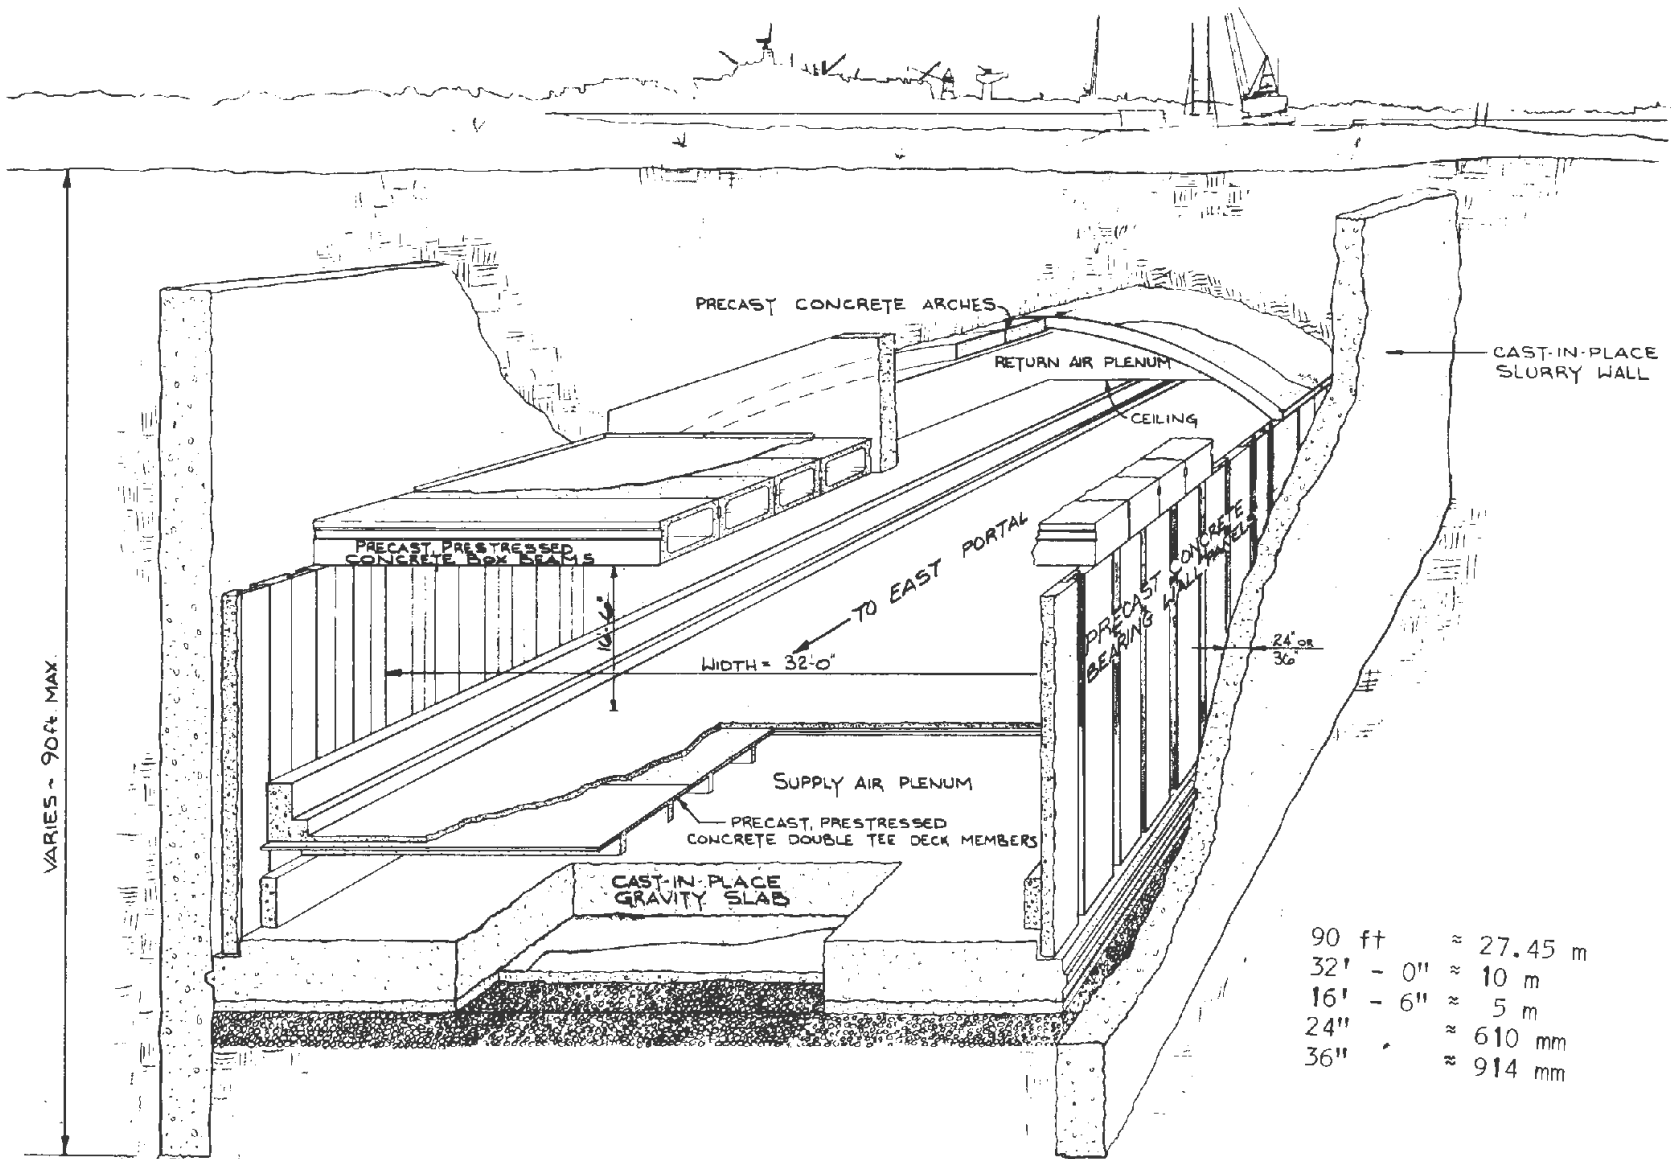 PRECAST CONCRETE ARCHES
RETURN AIR PLENUM
CEILING
CAST-IN-PLACE
SLURRY WALL
PRECAST, PRESTRESSED
CONCRETE BOX BEAMS
TO EAST PORTAL
PRECAST CONCRETE
BEARING WALL PANELS
16'-6"
WIDTH = 32'-0"
24" OR
36"
VARIES ~ 90ft. MAX.
SUPPLY AIR PLENUM
PRECAST, PRESTRESSED
CONCRETE DOUBLE TEE DECK MEMBERS
CAST-IN-PLACE
GRAVITY SLAB
90 ft ≈ 27.45 m
32' - 0" ≈ 10 m
16' - 6" ≈ 5 m
24" ≈ 610 mm
36" ≈ 914 mm